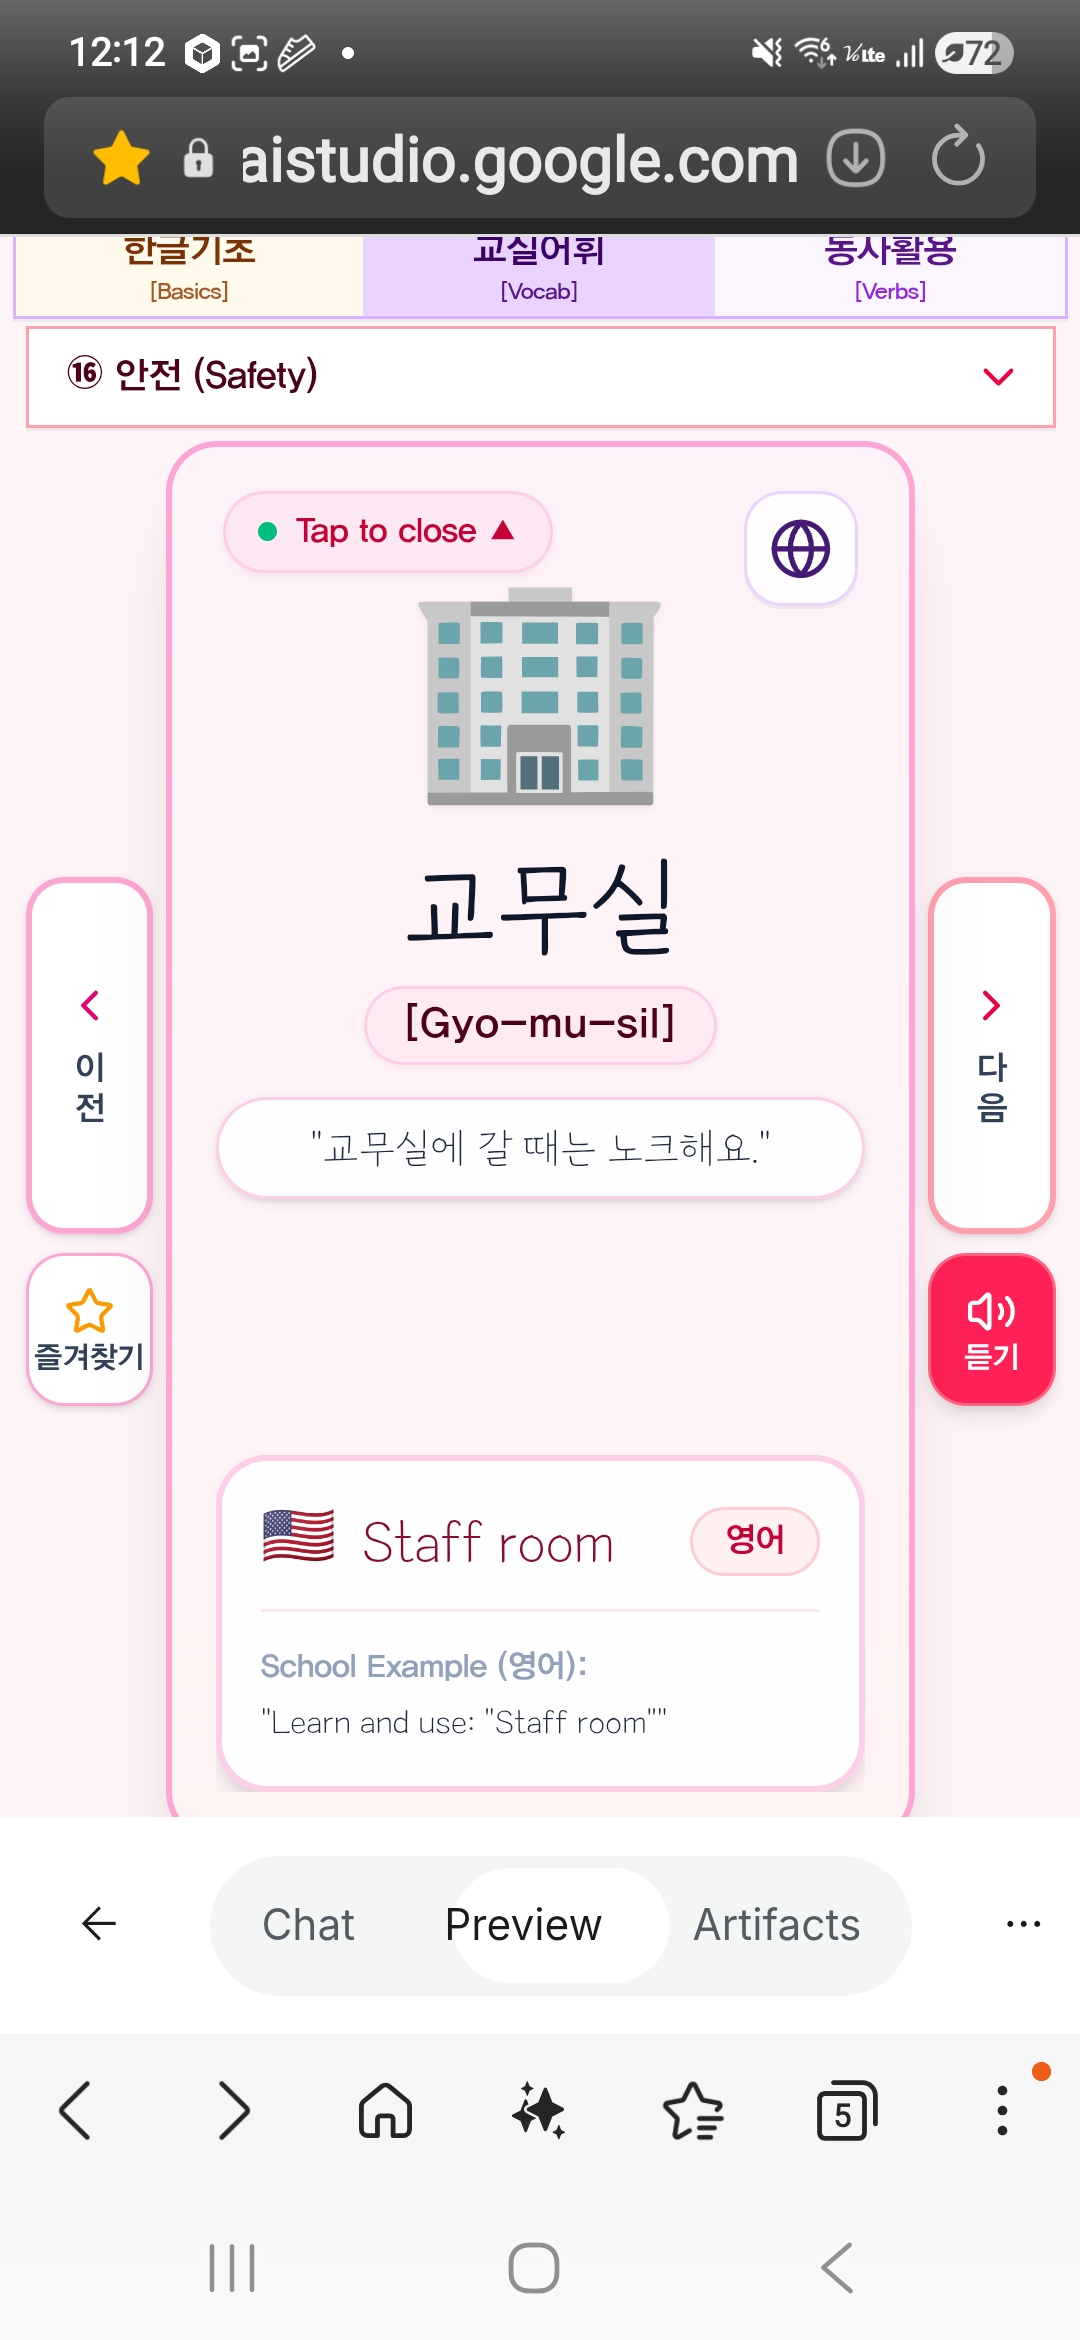 12:12
VoLte
72
aistudio.google.com
한글기초
교실어휘
동사활용
[Basics]
[Vocab]
[Verbs]
⑯ 안전 (Safety)
Tap to close ▲
교무실
[Gyo-mu-sil]
이전
다음
"교무실에 갈 때는 노크해요."
즐겨찾기
듣기
Staff room
영어
School Example (영어):
"Learn and use: "Staff room""
Chat
Preview
Artifacts
5